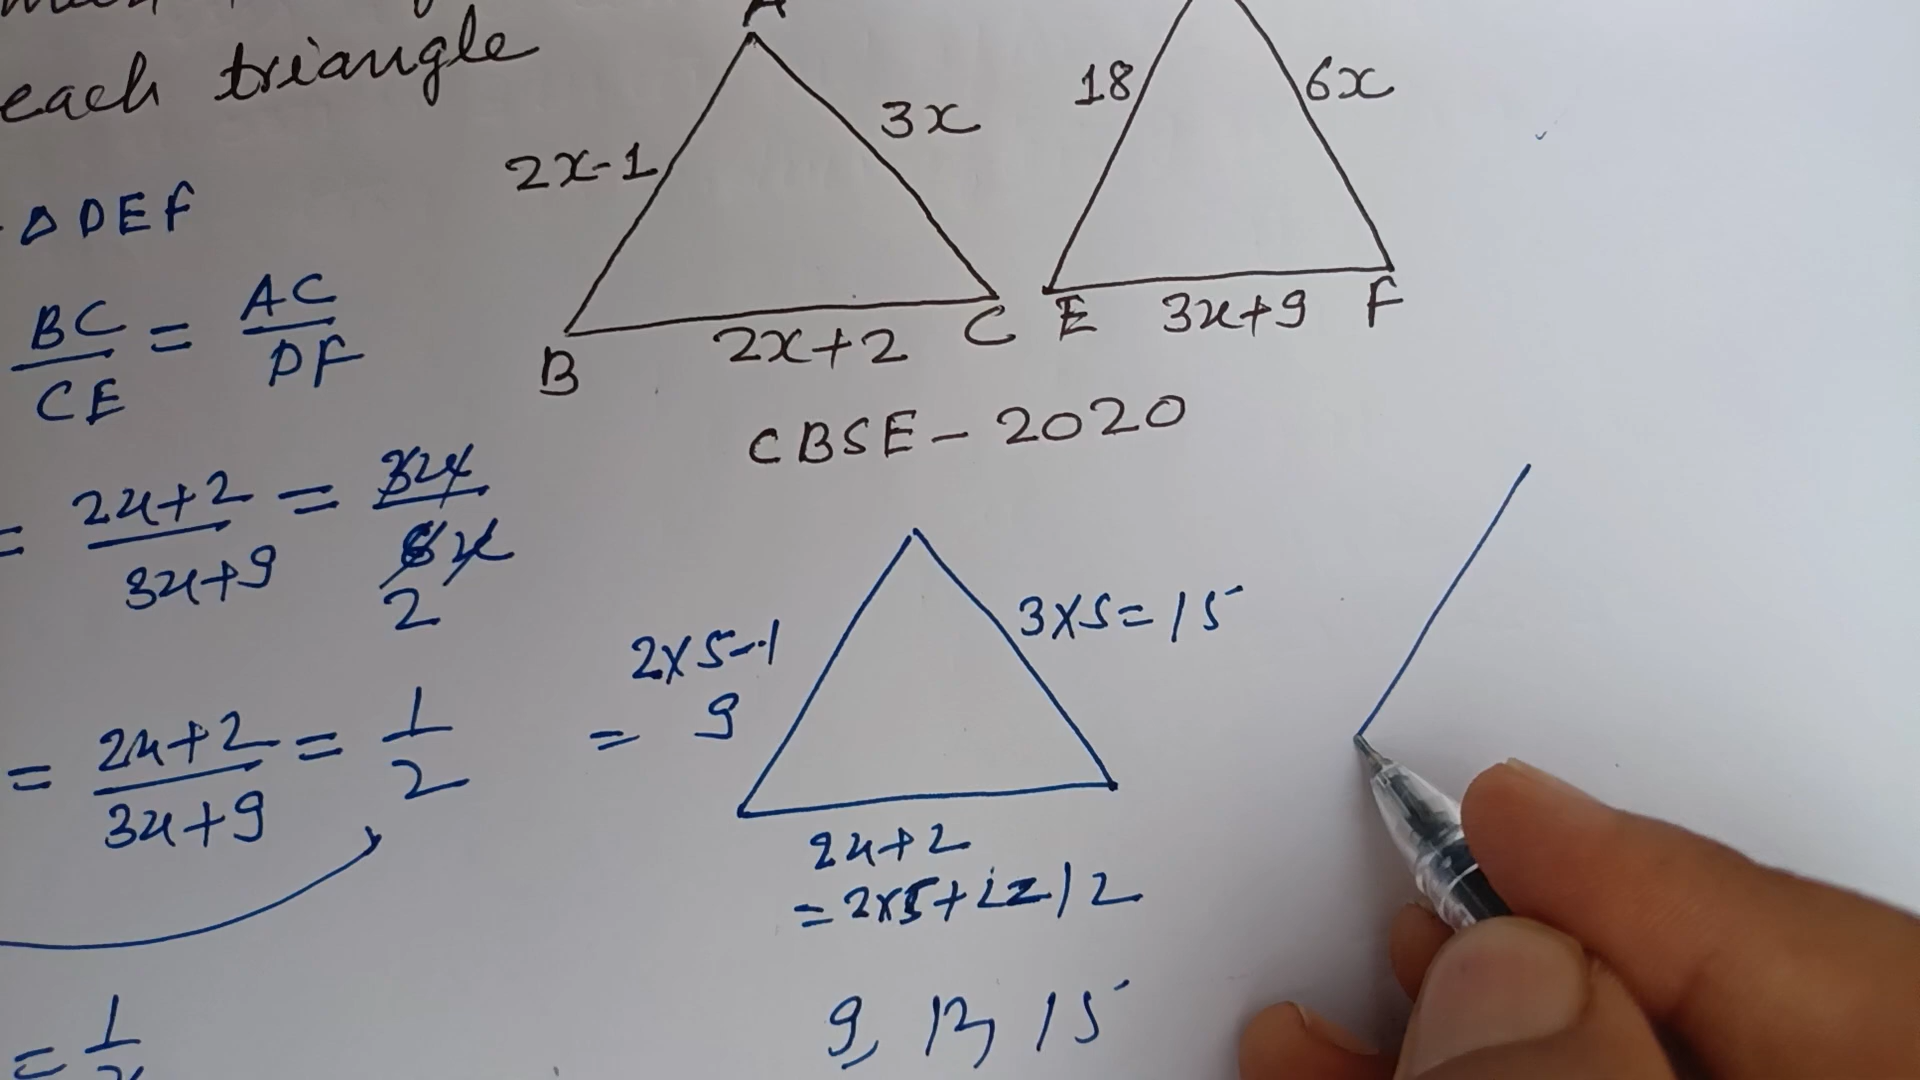 each triangle
A
2x-1
3x
18
6x
B
2x+2
C
E
3x+9
F
CBSE-2020
△DEF
BC/CE = AC/DF
= 2x+2/3x+9 = 3x/6x
2
= 2x+2/3x+9 = 1/2
= 1
2×5-1
= 9
3×5=15
2x+2
=2×5+2=12
9, 12, 15